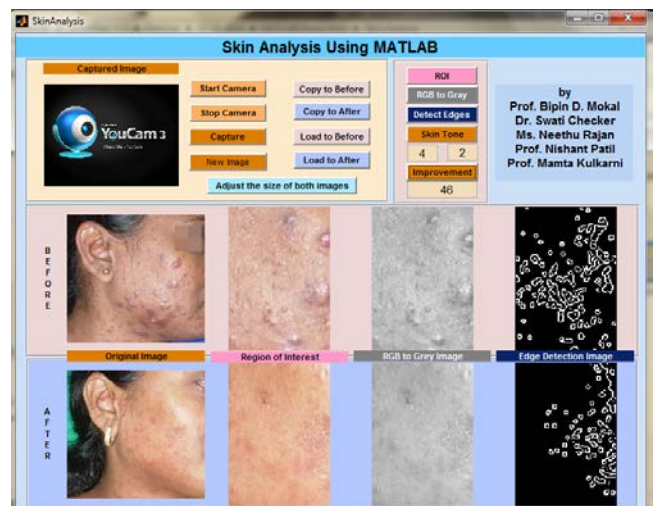 SkinAnalysis
Skin Analysis Using MATLAB
Captured Image
YouCam 3
Start Camera
Stop Camera
Capture
New Image
Copy to Before
Copy to After
Load to Before
Load to After
Adjust the size of both images
ROI
RGB to Gray
Detect Edges
Skin Tone
4 2
Improvement
46
by
Prof. Bipin D. Mokal
Dr. Swati Checker
Ms. Neethu Rajan
Prof. Nishant Patil
Prof. Mamta Kulkarni
BEFORE
Original Image
Region of Interest
RGB to Grey Image
Edge Detection Image
AFTER